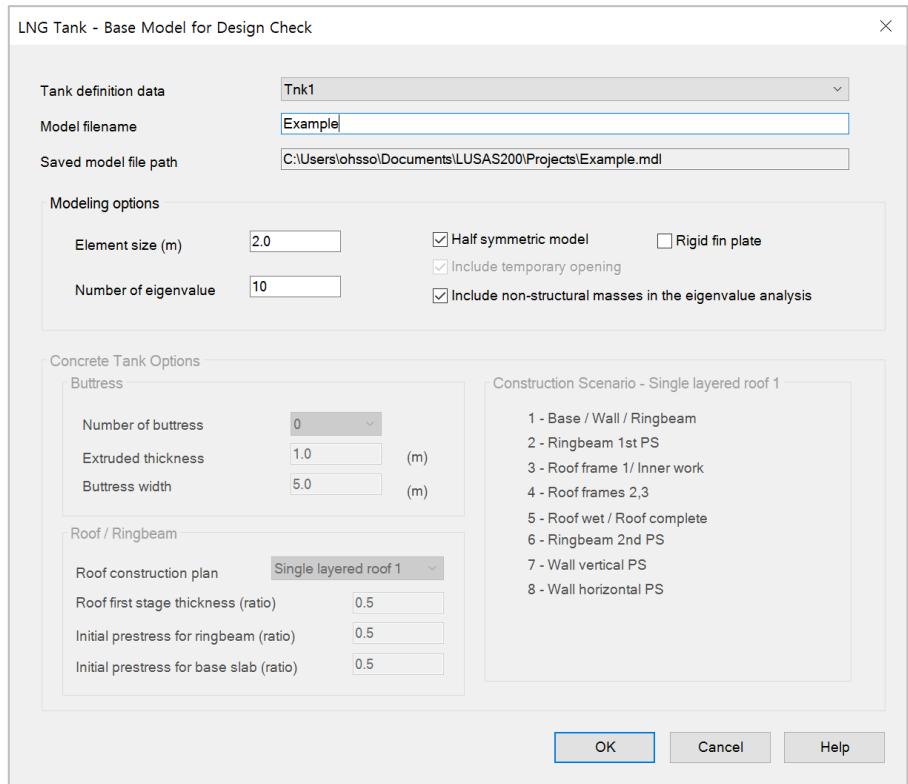 LNG Tank - Base Model for Design Check
Tank definition data Tnk1
Model filename Example
Saved model file path C:\Users\ohsso\Documents\LUSAS200\Projects\Example.mdl
Modeling options
Element size (m) 2.0
Half symmetric model Rigid fin plate
Include temporary opening
Number of eigenvalue 10
Include non-structural masses in the eigenvalue analysis
Concrete Tank Options
Buttress
Number of buttress 0
Extruded thickness 1.0 (m)
Buttress width 5.0 (m)
Roof / Ringbeam
Roof construction plan Single layered roof 1
Roof first stage thickness (ratio) 0.5
Initial prestress for ringbeam (ratio) 0.5
Initial prestress for base slab (ratio) 0.5
Construction Scenario - Single layered roof 1
1 - Base / Wall / Ringbeam
2 - Ringbeam 1st PS
3 - Roof frame 1/ Inner work
4 - Roof frames 2,3
5 - Roof wet / Roof complete
6 - Ringbeam 2nd PS
7 - Wall vertical PS
8 - Wall horizontal PS
OK Cancel Help